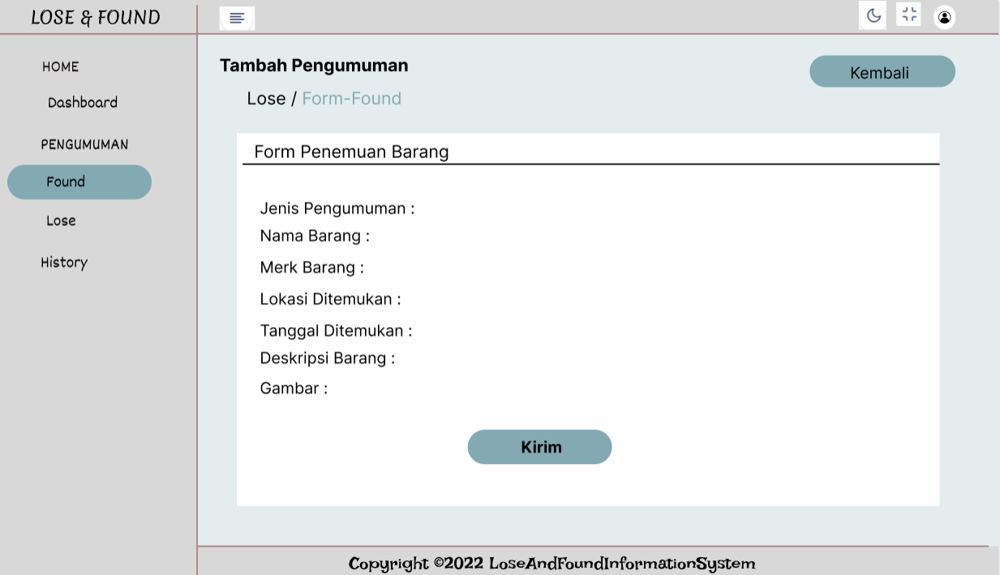 LOSE & FOUND
HOME
Dashboard
PENGUMUMAN
Found
Lose
History
Tambah Pengumuman
Kembali
Lose / Form-Found
Form Penemuan Barang
Jenis Pengumuman :
Nama Barang :
Merk Barang :
Lokasi Ditemukan :
Tanggal Ditemukan :
Deskripsi Barang :
Gambar :
Kirim
Copyright ©2022 LoseAndFoundInformationSystem